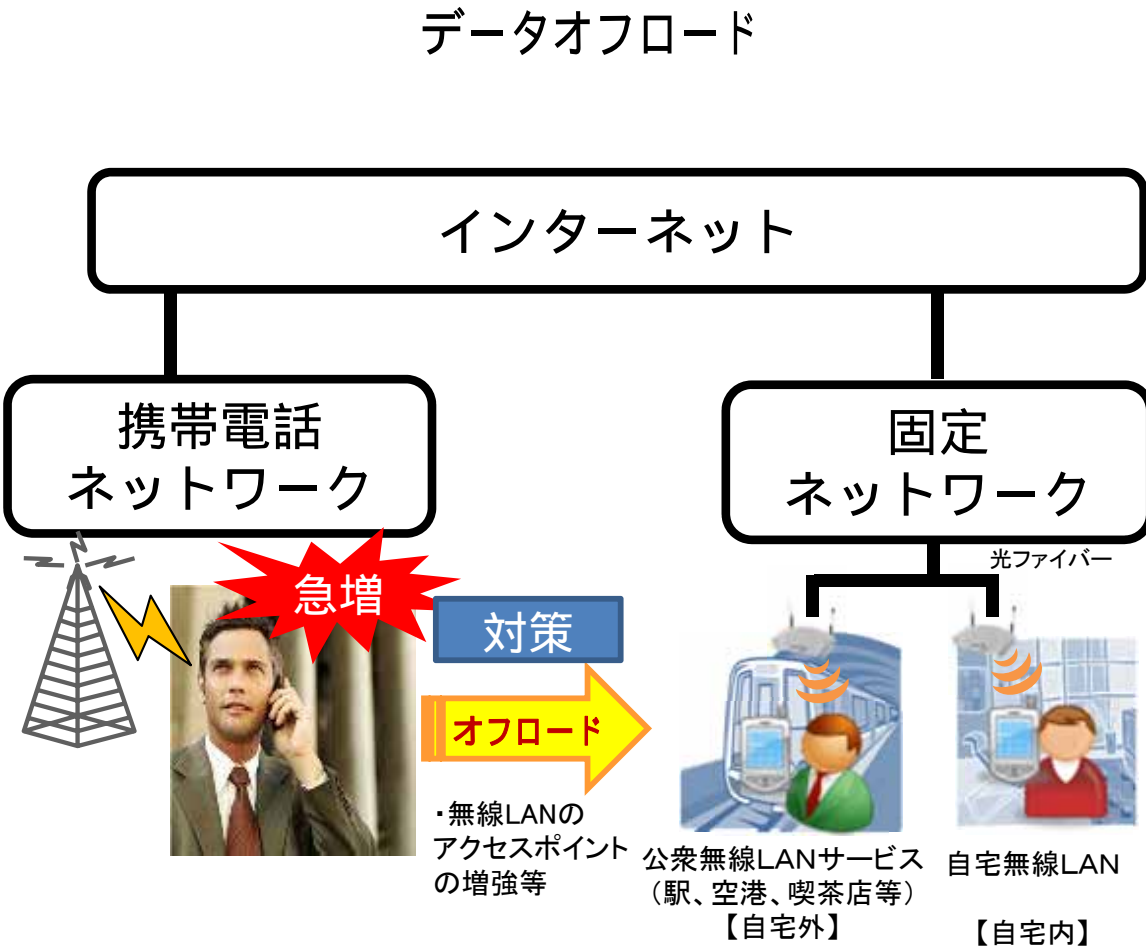 データオフロード
インターネット
携帯電話
ネットワーク
固定
ネットワーク
光ファイバー
急増
対策
オフロード
・無線LANの
アクセスポイント
の増強等
公衆無線LANサービス
（駅、空港、喫茶店等）
【自宅外】
自宅無線LAN
【自宅内】